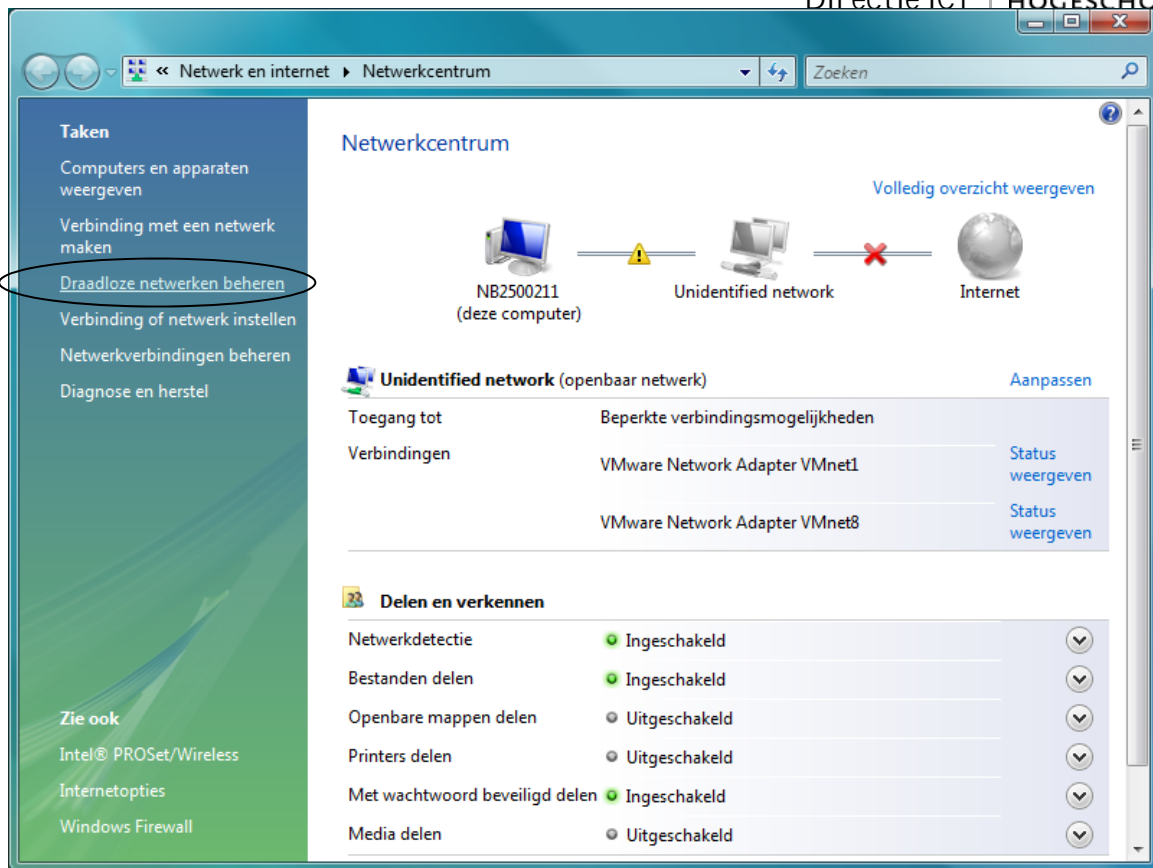 Directie ICT HOGESCHO
« Netwerk en internet ▸ Netwerkcentrum
Zoeken
Taken
Computers en apparaten
weergeven
Verbinding met een netwerk
maken
Draadloze netwerken beheren
Verbinding of netwerk instellen
Netwerkverbindingen beheren
Diagnose en herstel
Zie ook
Intel® PROSet/Wireless
Internetopties
Windows Firewall
Netwerkcentrum
Volledig overzicht weergeven
NB2500211
(deze computer)
Unidentified network
Internet
Unidentified network (openbaar netwerk)
Aanpassen
Toegang tot Beperkte verbindingsmogelijkheden
Verbindingen
VMware Network Adapter VMnet1
Status
weergeven
VMware Network Adapter VMnet8
Status
weergeven
Delen en verkennen
Netwerkdetectie Ingeschakeld
Bestanden delen Ingeschakeld
Openbare mappen delen Uitgeschakeld
Printers delen Uitgeschakeld
Met wachtwoord beveiligd delen Ingeschakeld
Media delen Uitgeschakeld